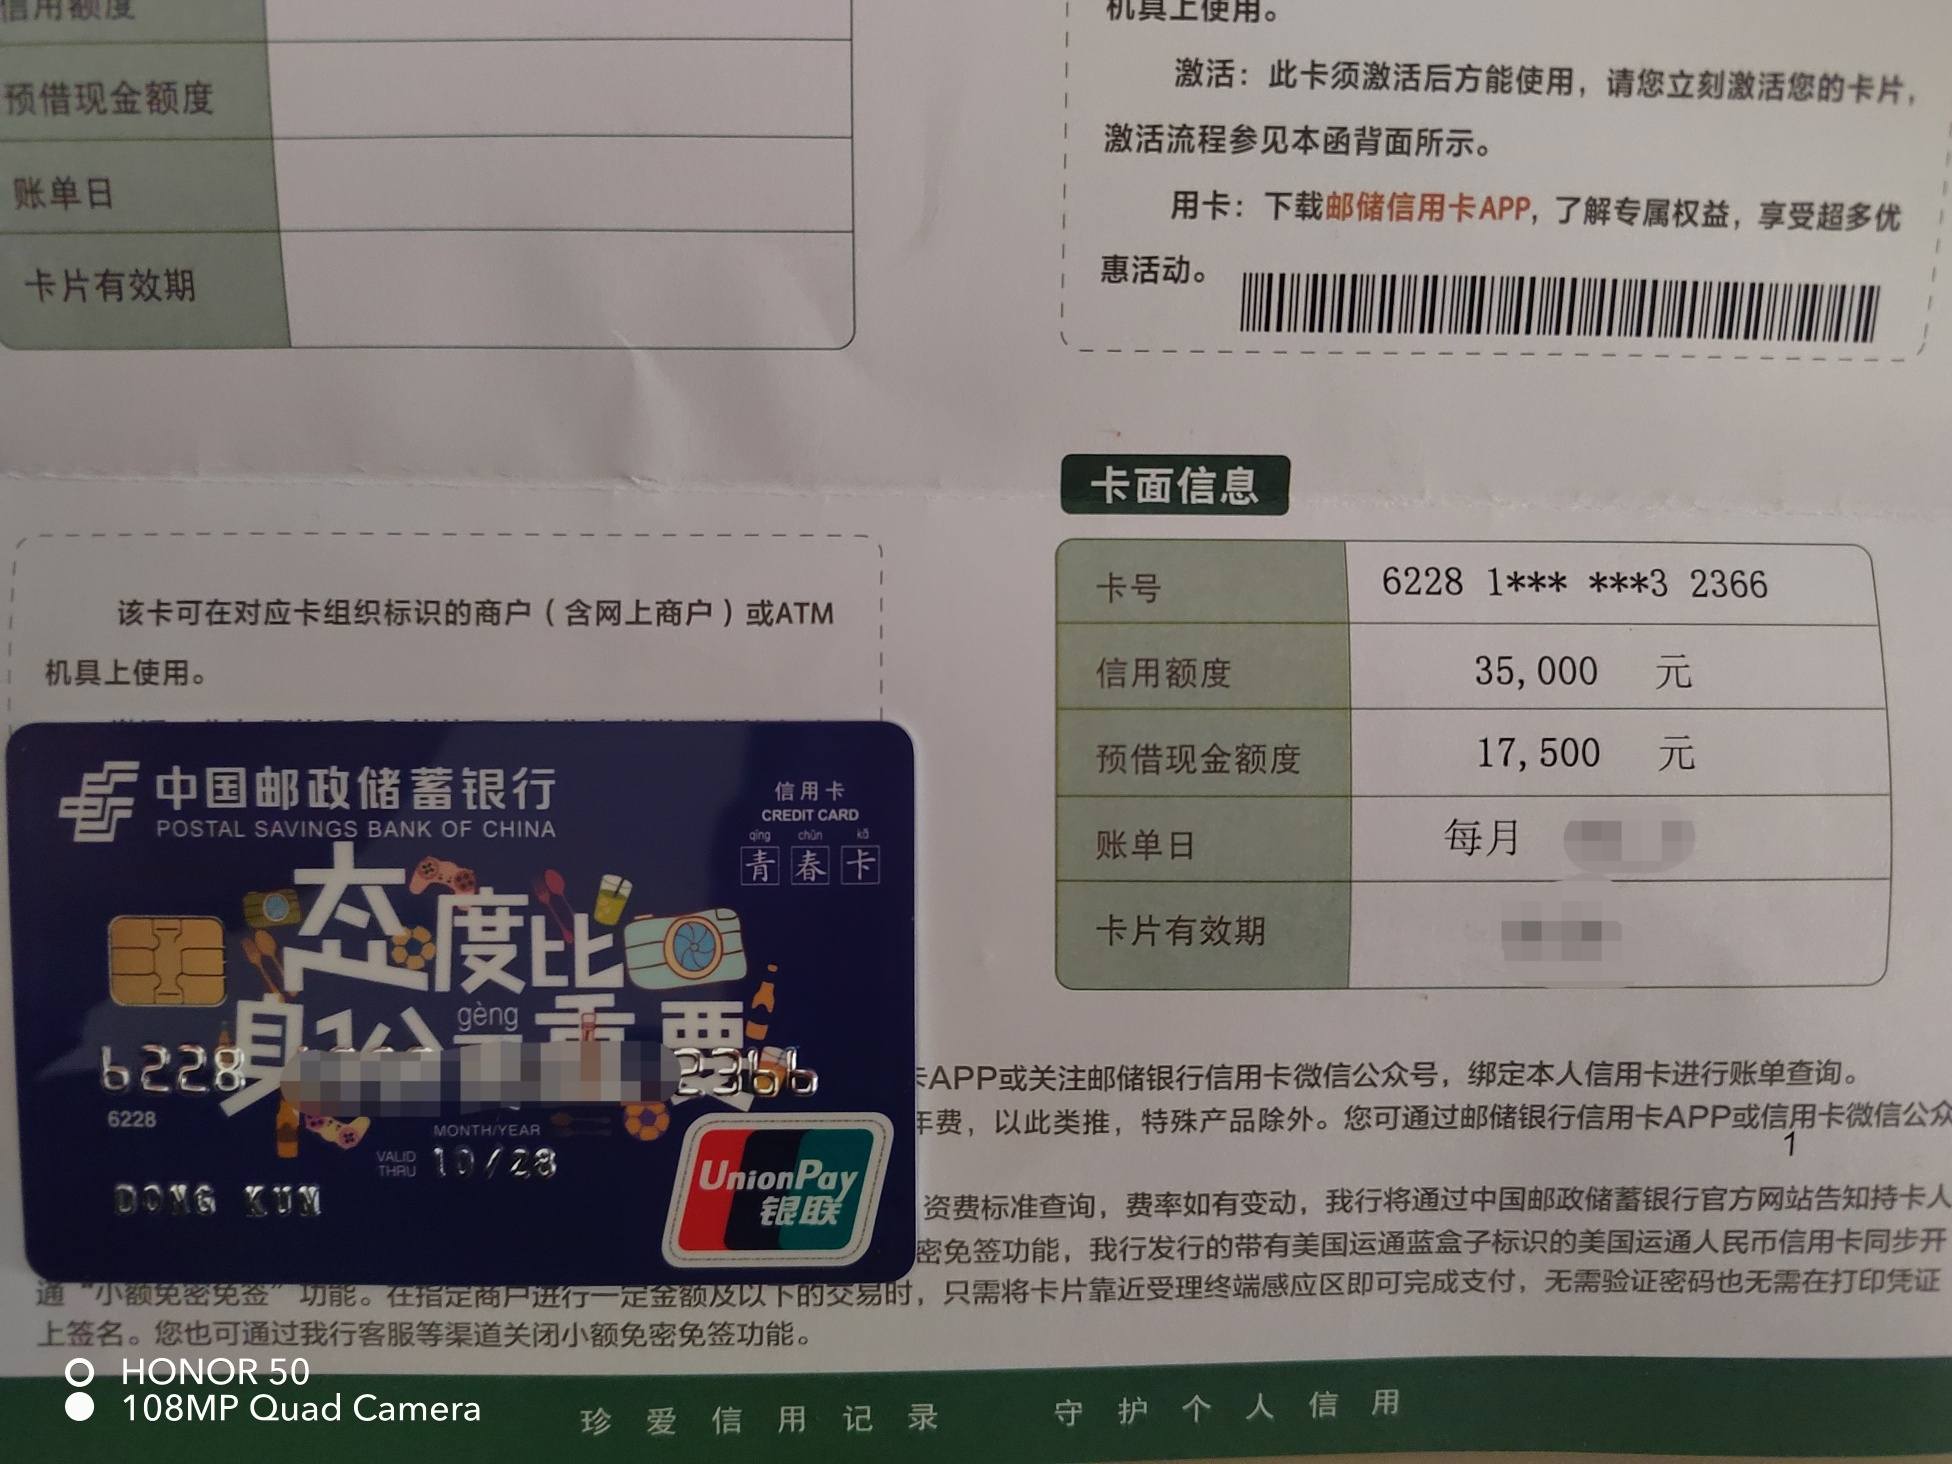 信用额度
预借现金额度
账单日
卡片有效期
机具上使用。
激活：此卡须激活后方能使用，请您立刻激活您的卡片，
激活流程参见本函背面所示。
用卡：下载邮储信用卡APP，了解专属权益，享受超多优
惠活动。
卡面信息
卡号 6228 1*** ***3 2366
信用额度 35,000 元
预借现金额度 17,500 元
账单日 每月
卡片有效期
该卡可在对应卡组织标识的商户（含网上商户）或ATM
机具上使用。
中国邮政储蓄银行
POSTAL SAVINGS BANK OF CHINA
信用卡
CREDIT CARD
qīng chūn kǎ
青春卡
态度比
身份gèng重要
6228 2366
6228
MONTH/YEAR
VALID THRU 10/28
DONG KUN
UnionPay
银联
APP或关注邮储银行信用卡微信公众号，绑定本人信用卡进行账单查询。
年费，以此类推，特殊产品除外。您可通过邮储银行信用卡APP或信用卡微信公众
1
资费标准查询，费率如有变动，我行将通过中国邮政储蓄银行官方网站告知持卡人
密免签功能，我行发行的带有美国运通蓝盒子标识的美国运通人民币信用卡同步开
通“小额免密免签”功能。在指定商户进行一定金额及以下的交易时，只需将卡片靠近受理终端感应区即可完成支付，无需验证密码也无需在打印凭证
上签名。您也可通过我行客服等渠道关闭小额免密免签功能。
HONOR 50
108MP Quad Camera
珍爱信用记录 守护个人信用